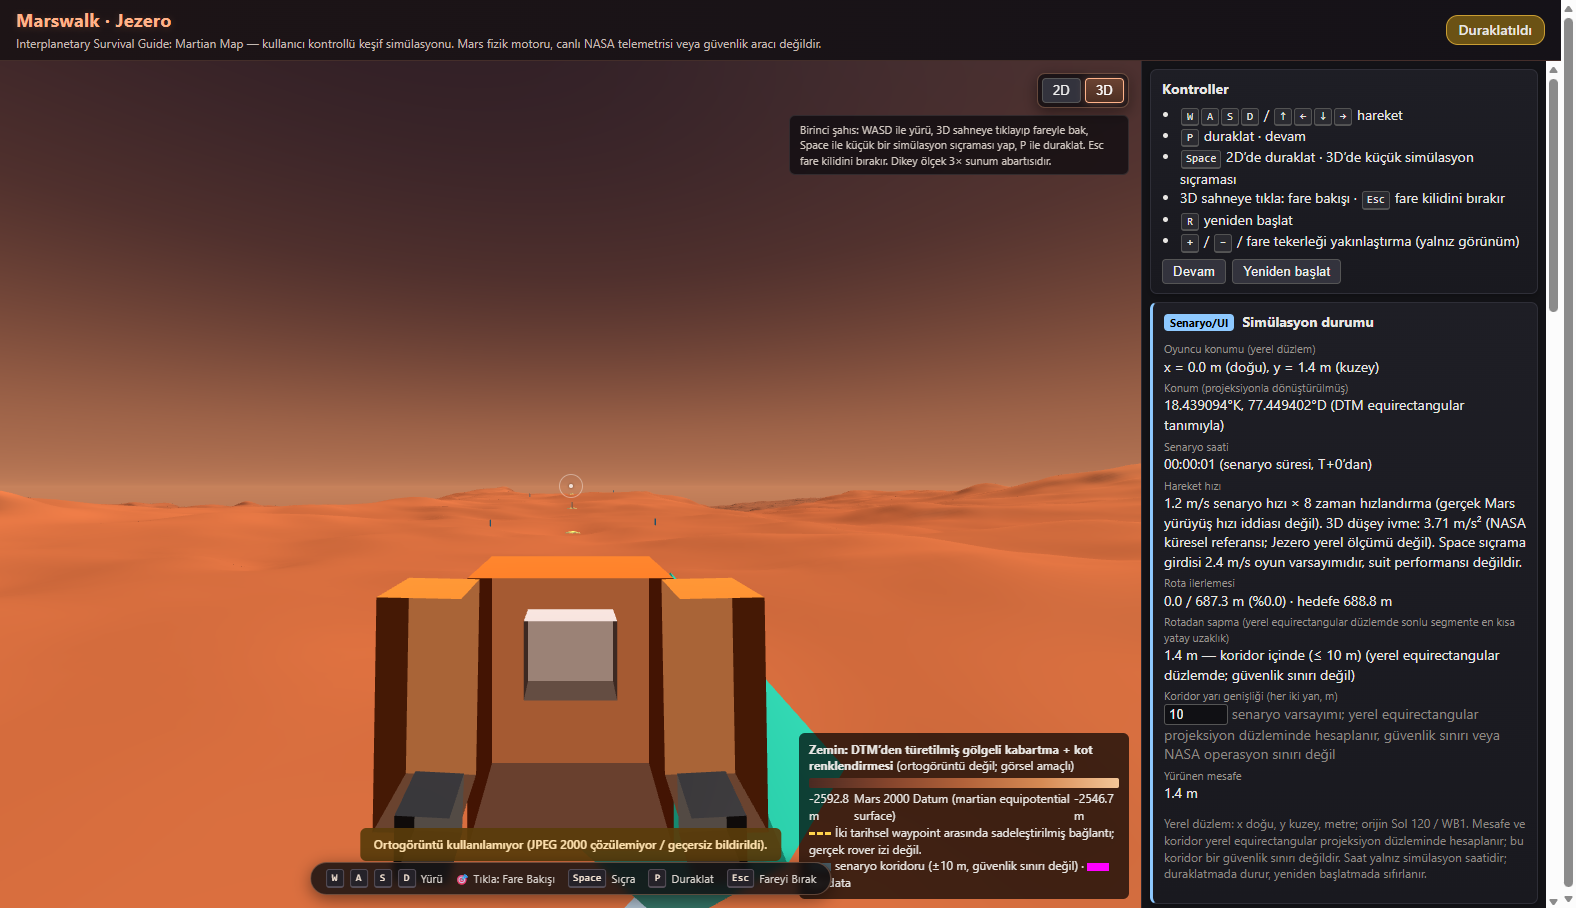 Marswalk · Jezero
Interplanetary Survival Guide: Martian Map — kullanıcı kontrollü keşif simülasyonu. Mars fizik motoru, canlı NASA telemetrisi veya güvenlik aracı değildir.
Duraklatıldı
2D 3D
Birinci şahıs: WASD ile yürü, 3D sahneye tıklayıp fareyle bak,
Space ile küçük bir simülasyon sıçraması yap, P ile duraklat. Esc
fare kilidini bırakır. Dikey ölçek 3× sunum abartısıdır.
Zemin: DTM'den türetilmiş gölgeli kabartma + kot
renklendirmesi (ortogörüntü değil; görsel amaçlı)
-2592.8 Mars 2000 Datum (martian equipotential -2546.7
m surface) m
İki tarihsel waypoint arasında sadeleştirilmiş bağlantı;
gerçek rover izi değil.
senaryo koridoru (±10 m, güvenlik sınırı değil) ·
data
Ortogörüntü kullanılamıyor (JPEG 2000 çözülemiyor / geçersiz bildirildi).
W A S D Yürü 🎯 Tıkla: Fare Bakışı Space Sıçra P Duraklat Esc Fareyi Bırak
Kontroller
• W A S D / ↑ ← ↓ → hareket
• P duraklat · devam
• Space 2D'de duraklat · 3D'de küçük simülasyon
sıçraması
• 3D sahneye tıkla: fare bakışı · Esc fare kilidini bırakır
• R yeniden başlat
• + / − / fare tekerleği yakınlaştırma (yalnız görünüm)
Devam Yeniden başlat
Senaryo/UI Simülasyon durumu
Oyuncu konumu (yerel düzlem)
x = 0.0 m (doğu), y = 1.4 m (kuzey)
Konum (projeksiyonla dönüştürülmüş)
18.439094°K, 77.449402°D (DTM equirectangular
tanımıyla)
Senaryo saati
00:00:01 (senaryo süresi, T+0'dan)
Hareket hızı
1.2 m/s senaryo hızı × 8 zaman hızlandırma (gerçek Mars
yürüyüş hızı iddiası değil). 3D düşey ivme: 3.71 m/s² (NASA
küresel referansı; Jezero yerel ölçümü değil). Space sıçrama
girdisi 2.4 m/s oyun varsayımıdır, suit performansı değildir.
Rota ilerlemesi
0.0 / 687.3 m (%0.0) · hedefe 688.8 m
Rotadan sapma (yerel equirectangular düzlemde sonlu segmente en kısa
yatay uzaklık)
1.4 m — koridor içinde (≤ 10 m) (yerel equirectangular
düzlemde; güvenlik sınırı değil)
Koridor yarı genişliği (her iki yan, m)
10 senaryo varsayımı; yerel equirectangular
projeksiyon düzleminde hesaplanır, güvenlik sınırı veya
NASA operasyon sınırı değil
Yürünen mesafe
1.4 m
Yerel düzlem: x doğu, y kuzey, metre; orijin Sol 120 / WB1. Mesafe ve
koridor yerel equirectangular projeksiyon düzleminde hesaplanır; bu
koridor bir güvenlik sınırı değildir. Saat yalnız simülasyon saatidir;
duraklatmada durur, yeniden başlatmada sıfırlanır.